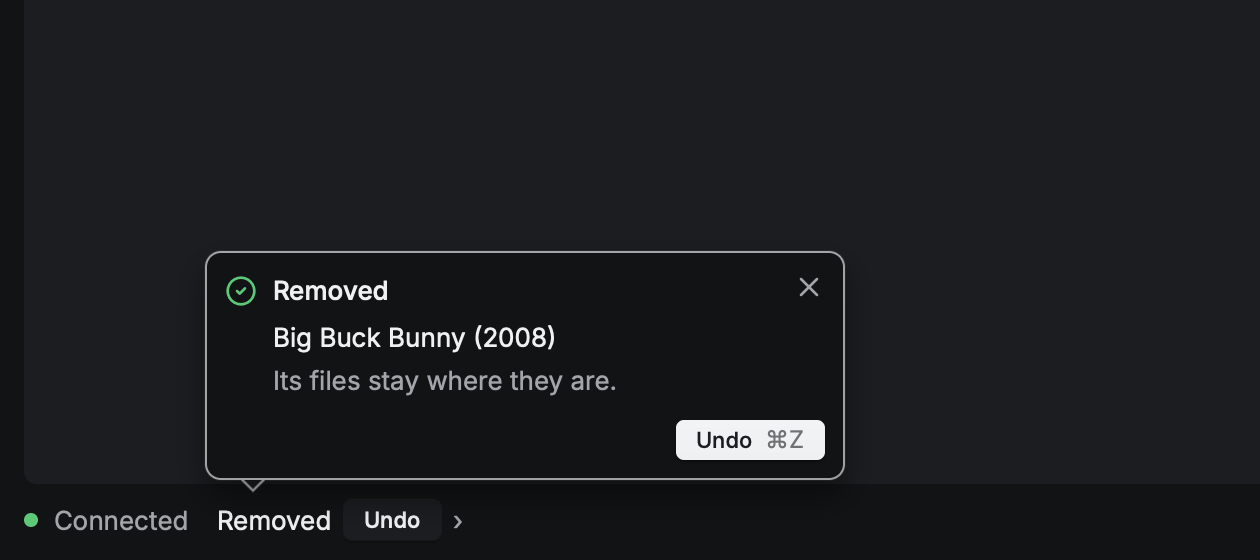 Removed
Big Buck Bunny (2008)
Its files stay where they are.
Undo ⌘Z
Connected Removed Undo ›